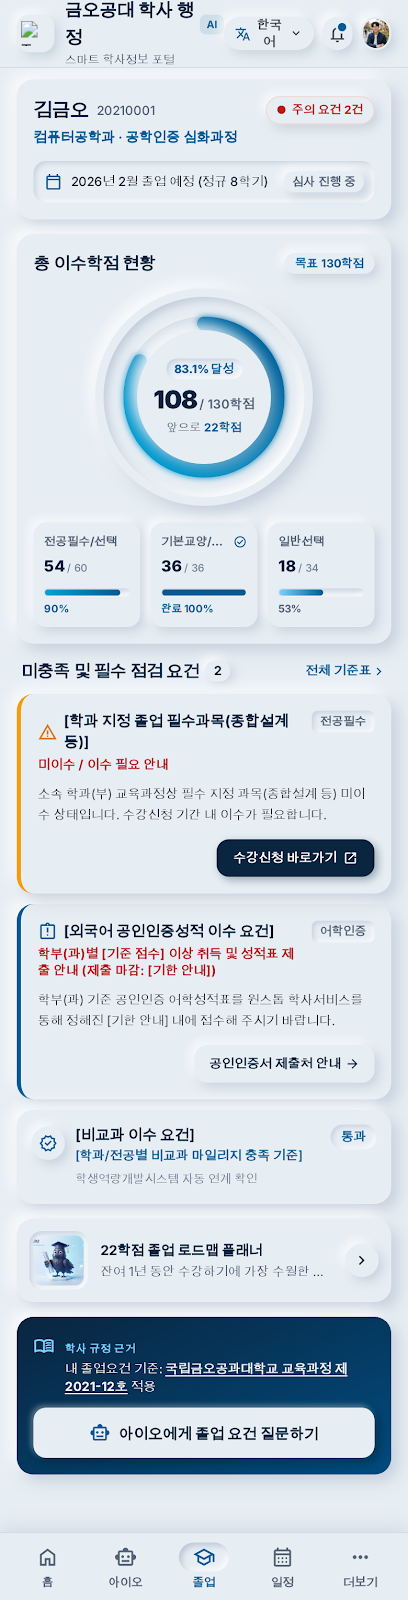 금오공대 학사 행
정
AI
스마트 학사정보 포털
한국
어
김금오 20210001
주의 요건 2건
컴퓨터공학과 · 공학인증 심화과정
2026년 2월 졸업 예정 (정규 8학기)
심사 진행 중
총 이수학점 현황
목표 130학점
83.1% 달성
108 / 130학점
앞으로 22학점
전공필수/선택
54 / 60
90%
기본교양/...
36 / 36
완료 100%
일반선택
18 / 34
53%
미충족 및 필수 점검 요건 2
전체 기준표
[학과 지정 졸업 필수과목(종합설계
등)]
전공필수
미이수 / 이수 필요 안내
소속 학과(부) 교육과정상 필수 지정 과목(종합설계 등) 미이
수 상태입니다. 수강신청 기간 내 이수가 필요합니다.
수강신청 바로가기
[외국어 공인인증성적 이수 요건]
어학인증
학부(과)별 [기준 점수] 이상 취득 및 성적표 제
출 안내 (제출 마감: [기한 안내])
학부(과) 기준 공인인증 어학성적표를 원스톱 학사서비스를
통해 정해진 [기한 안내] 내에 접수해 주시기 바랍니다.
공인인증서 제출처 안내 →
[비교과 이수 요건]
통과
[학과/전공별 비교과 마일리지 충족 기준]
학생역량개발시스템 자동 연계 확인
22학점 졸업 로드맵 플래너
잔여 1년 동안 수강하기에 가장 수월한 ...
학사 규정 근거
내 졸업요건 기준: 국립금오공과대학교 교육과정 제
2021-12호 적용
아이오에게 졸업 요건 질문하기
홈
아이오
졸업
일정
더보기